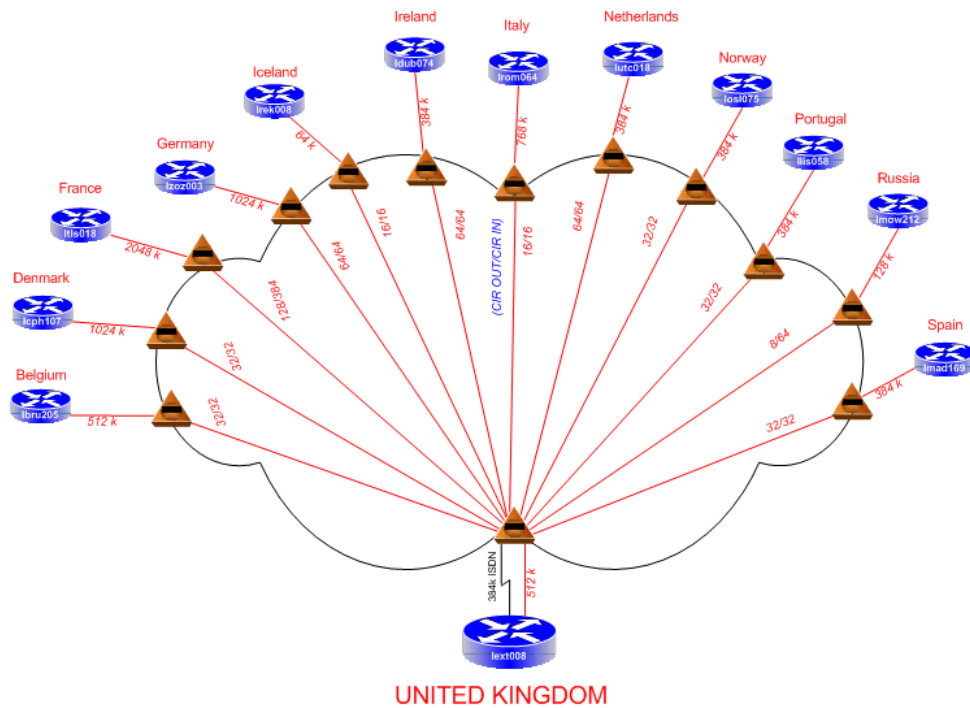 Ireland
Italy
Netherlands
Norway
Iceland
Portugal
Germany
Russia
France
Denmark
Spain
Belgium
Idub074
Irom064
Iutc018
Iosl075
Irek008
Ilis058
Izoz003
Imow212
Itls018
Icph107
Imad169
Ibru205
384 k
768 k
384 k
384 k
64 k
384 k
1024 k
128 k
2048 k
1024 k
384 k
512 k
16/16
64/64
16/16
64/64
32/32
64/64
(CIR OUT/CIR IN)
128/384
32/32
32/32
8/64
32/32
32/32
384k ISDN
512 k
Iext008
UNITED KINGDOM